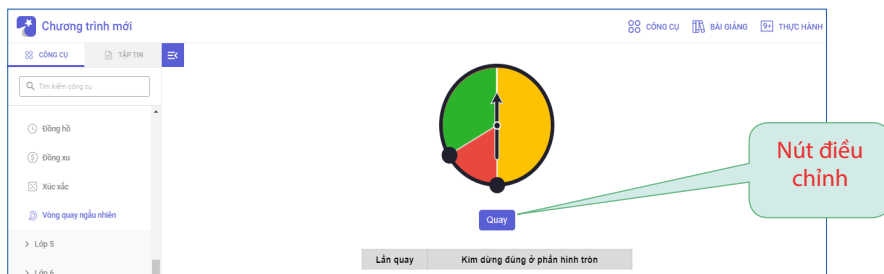 Chương trình mới
CÔNG CỤ
BÀI GIẢNG
THỰC HÀNH
CÔNG CỤ
TẬP TIN
Tìm kiếm công cụ
Đồng hồ
Đồng xu
Xúc xắc
Vòng quay ngẫu nhiên
Lớp 5
Lớp 6
Quay
Nút điều
chỉnh
Lần quay
Kim dừng đúng ở phần hình tròn